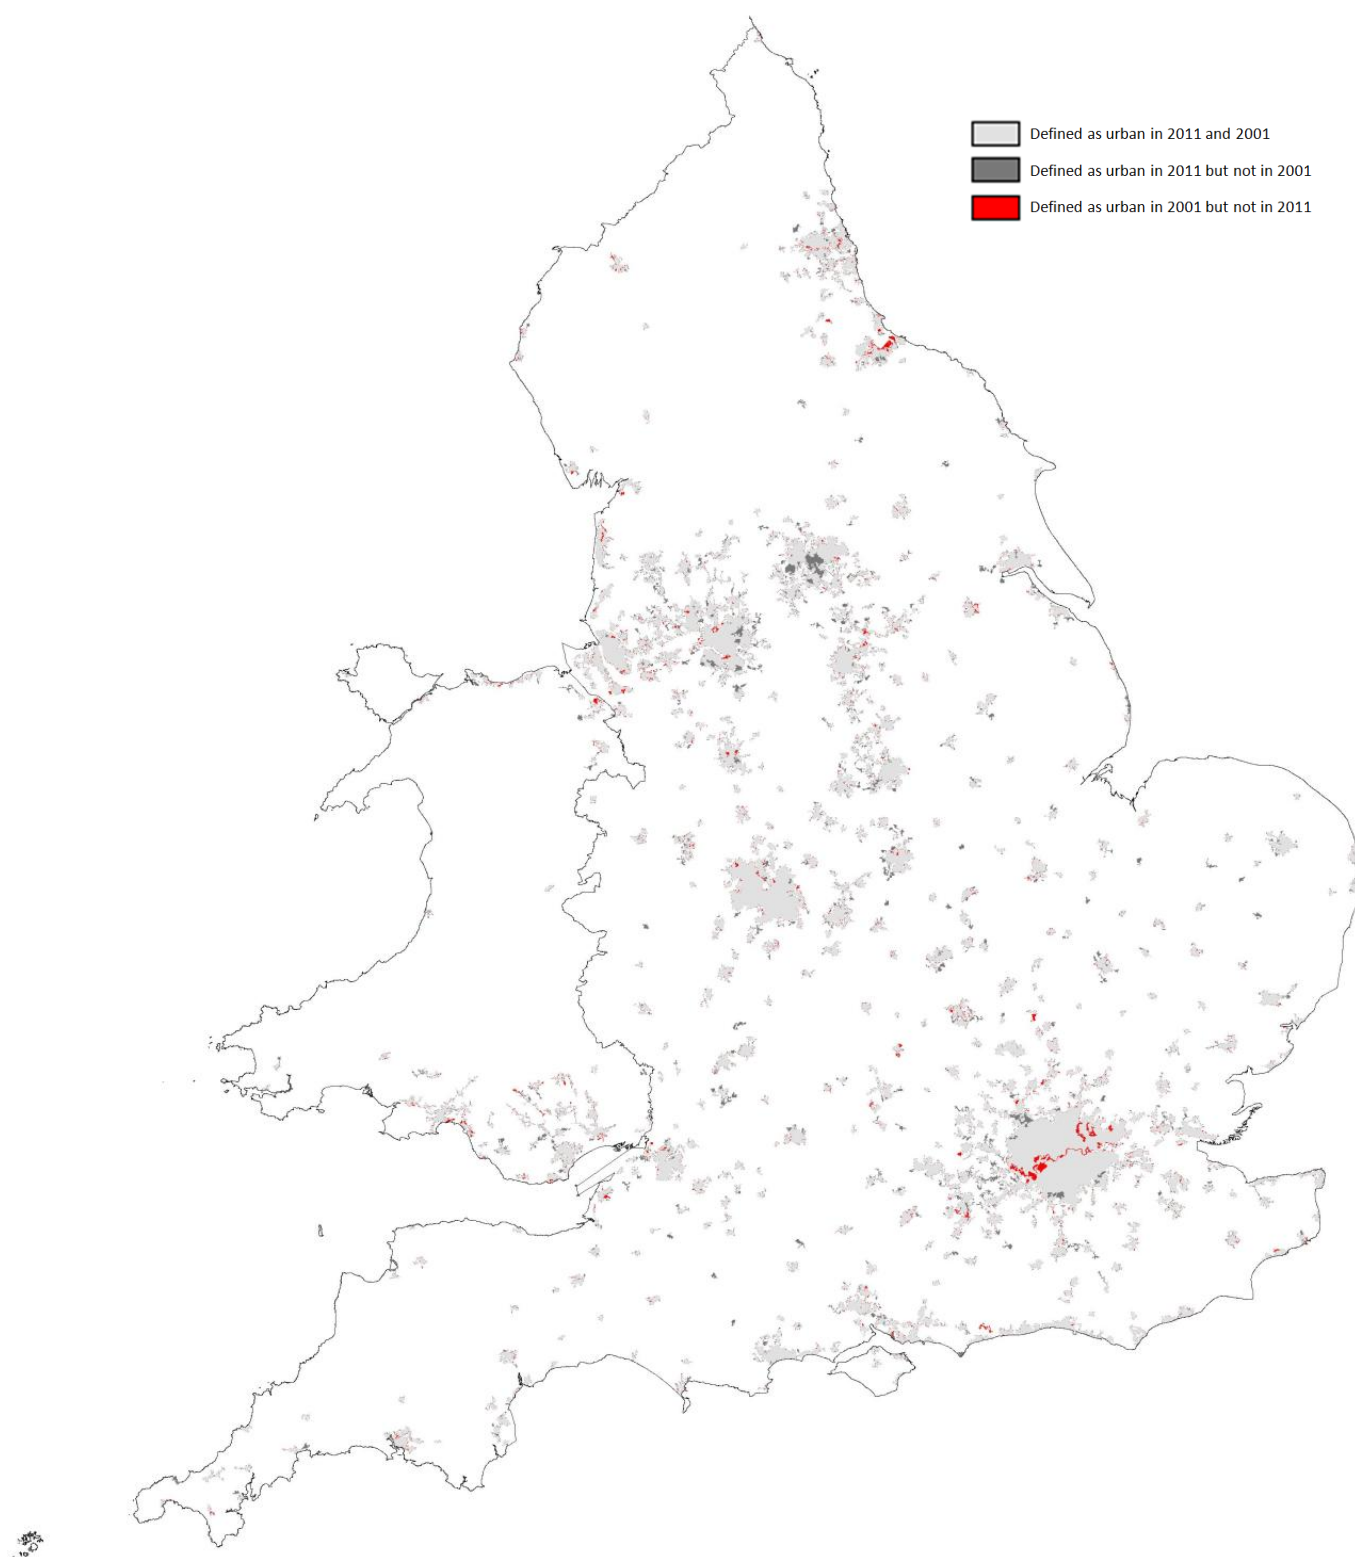 Defined as urban in 2011 and 2001
Defined as urban in 2011 but not in 2001
Defined as urban in 2001 but not in 2011